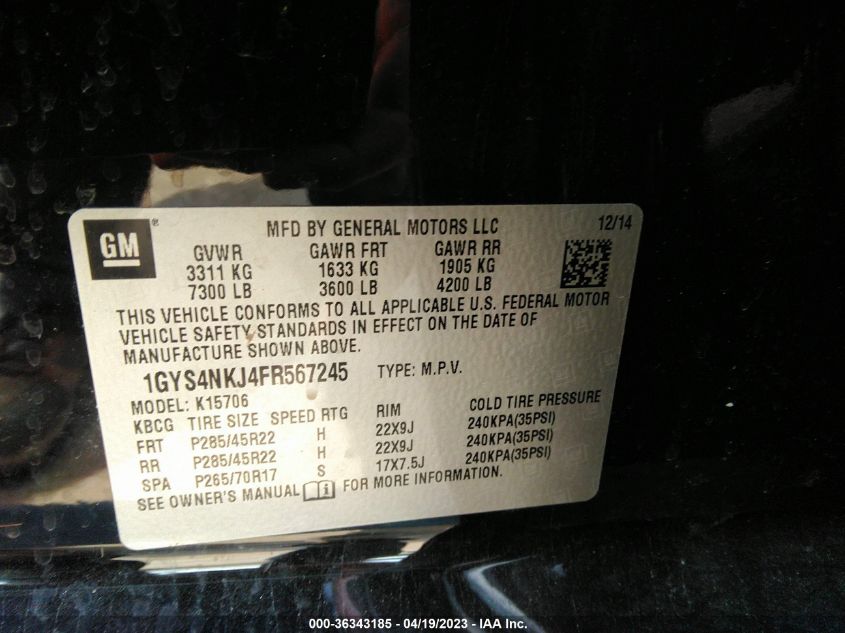 GM®
MFD BY GENERAL MOTORS LLC 12/14
GVWR GAWR FRT GAWR RR
3311 KG 1633 KG 1905 KG
7300 LB 3600 LB 4200 LB
THIS VEHICLE CONFORMS TO ALL APPLICABLE U.S. FEDERAL MOTOR
VEHICLE SAFETY STANDARDS IN EFFECT ON THE DATE OF
MANUFACTURE SHOWN ABOVE.
1GYS4NKJ4FR567245 TYPE: M.P.V.
MODEL: K15706
KBCG TIRE SIZE SPEED RTG RIM COLD TIRE PRESSURE
FRT P285/45R22 H 22X9J 240KPA(35PSI)
RR P285/45R22 H 22X9J 240KPA(35PSI)
SPA P265/70R17 S 17X7.5J 240KPA(35PSI)
SEE OWNER'S MANUAL i FOR MORE INFORMATION.
000-36343185 - 04/19/2023 - IAA Inc.